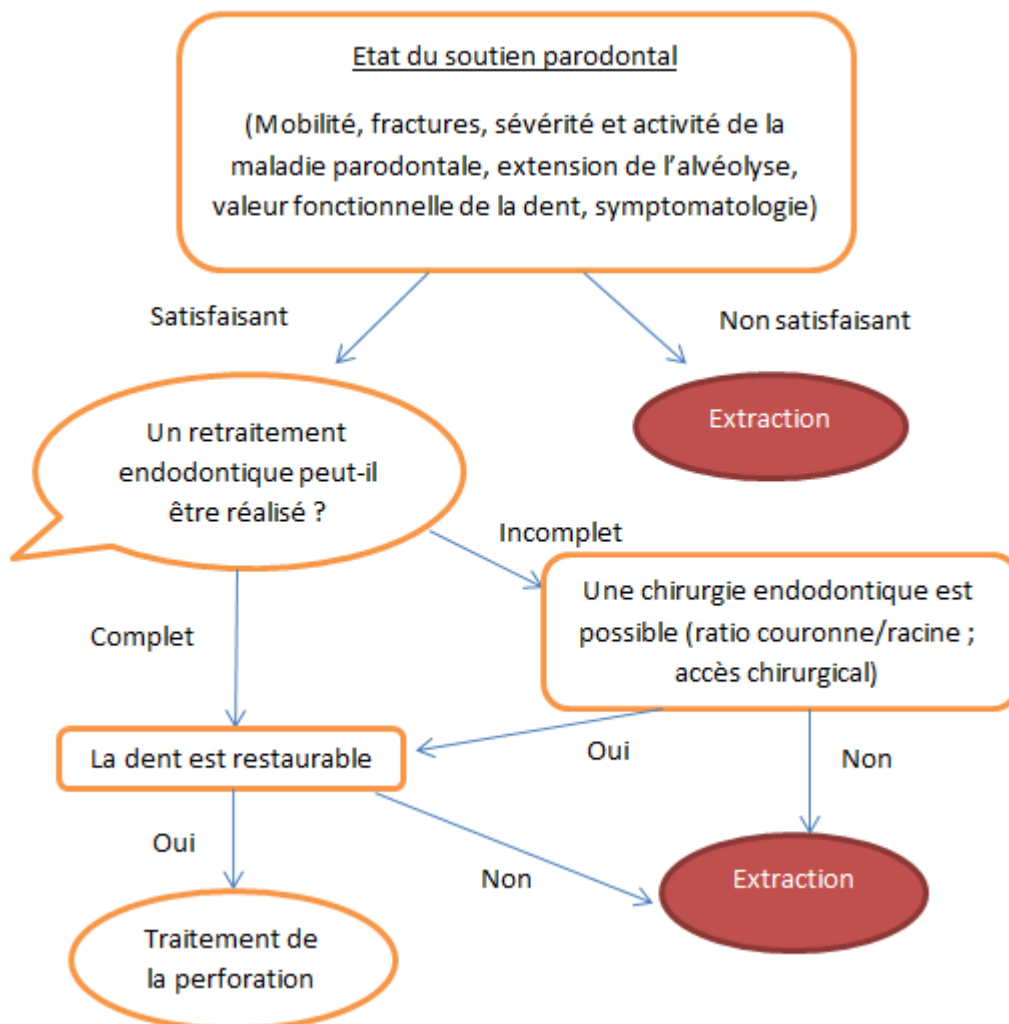 Etat du soutien parodontal
(Mobilité, fractures, sévérité et activité de la
maladie parodontale, extension de l’alvéolyse,
valeur fonctionnelle de la dent, symptomatologie)
Satisfaisant
Non satisfaisant
Un retraitement
endodontique peut-il
être réalisé ?
Extraction
Incomplet
Une chirurgie endodontique est
possible (ratio couronne/racine ;
accès chirurgical)
Complet
La dent est restaurable
Oui
Non
Oui
Non
Extraction
Traitement de
la perforation